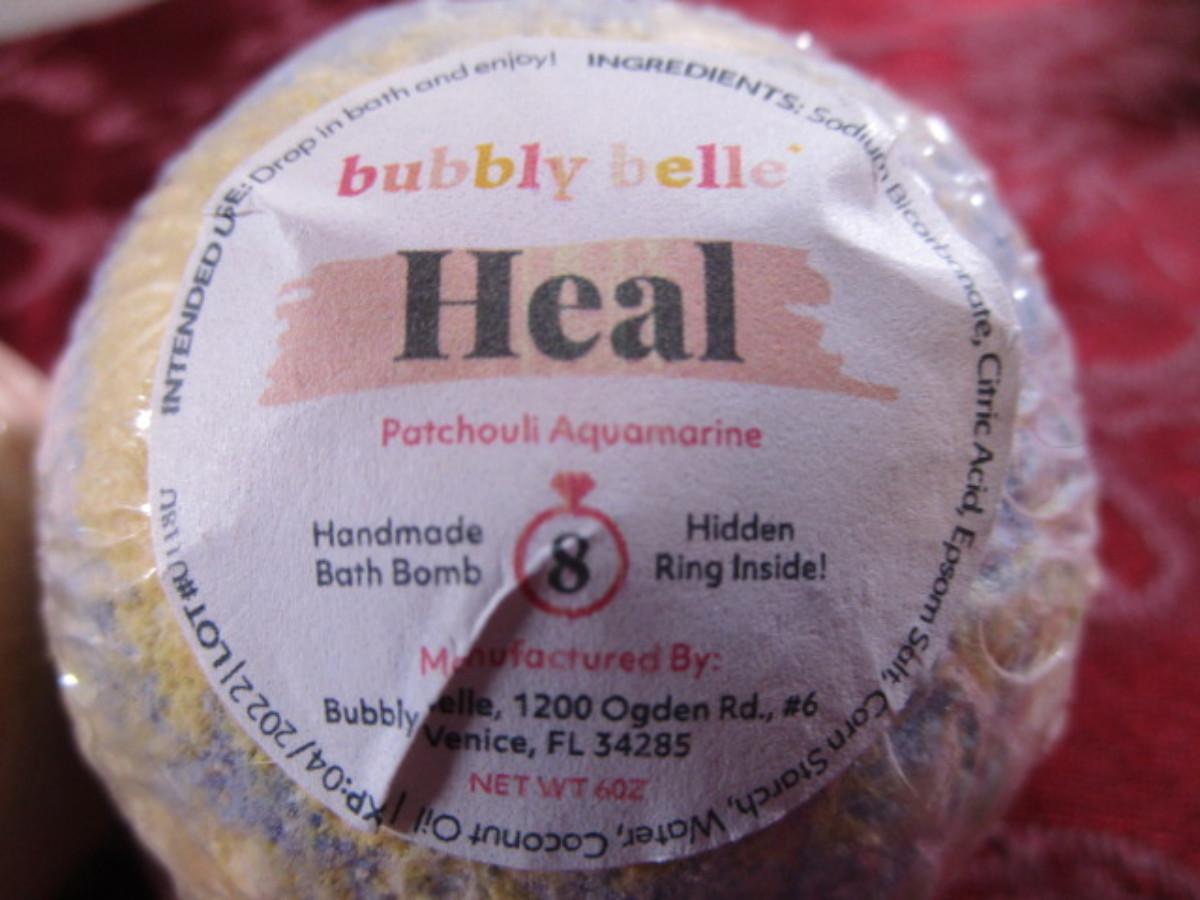 bubbly belle
Heal
Patchouli Aquamarine
Handmade
Bath Bomb
8
Hidden
Ring Inside!
Manufactured By:
Bubbly elle, 1200 Ogden Rd., #6
Venice, FL 34285
NET WT 6OZ
INTENDED USE: Drop in bath and enjoy! INGREDIENTS: Sodium Bicarbonate, Citric Acid, Epsom Salt, Corn Starch, Water, Coconut Oil | XP:04/2022 | LOT#